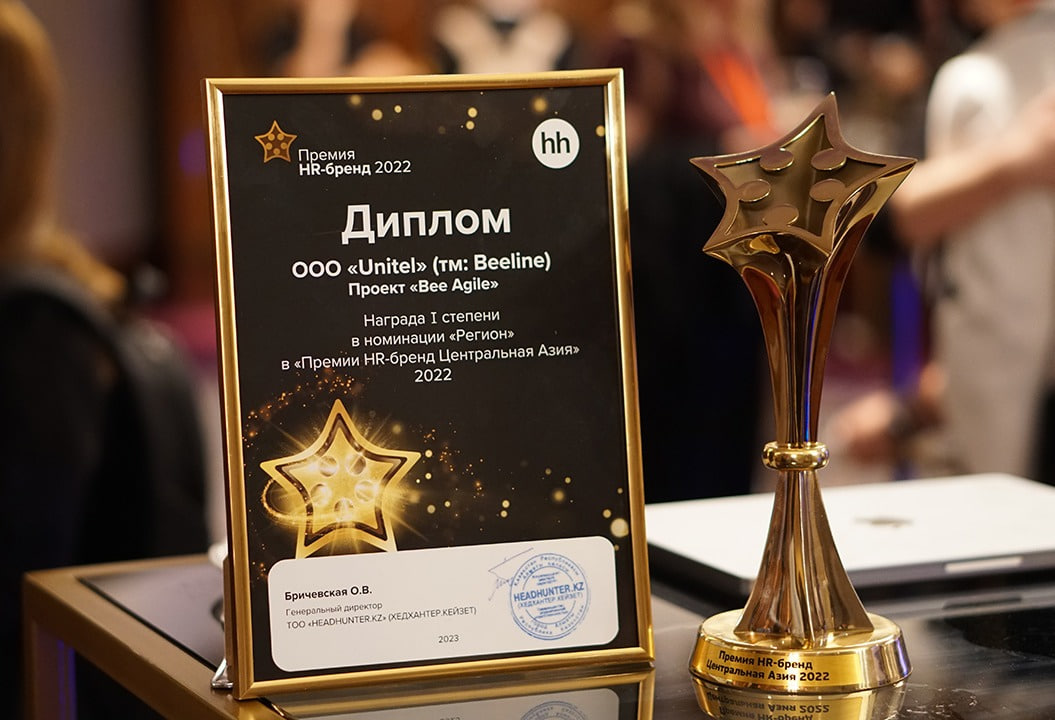 Премия
HR-бренд 2022
hh
Диплом
ООО «Unitel» (тм: Beeline)
Проект «Bee Agile»
Награда I степени
в номинации «Регион»
в «Премии HR-бренд Центральная Азия»
2022
Бричевская О.В.
Генеральный директор
ТОО «HEADHUNTER.KZ» (ХЕДХАНТЕР.КЕЙЗЕТ)
2023
HEADHUNTER.KZ
(ХЕДХАНТЕР КЕЙЗЕТ)
Премия HR-бренд
Центральная Азия 2022